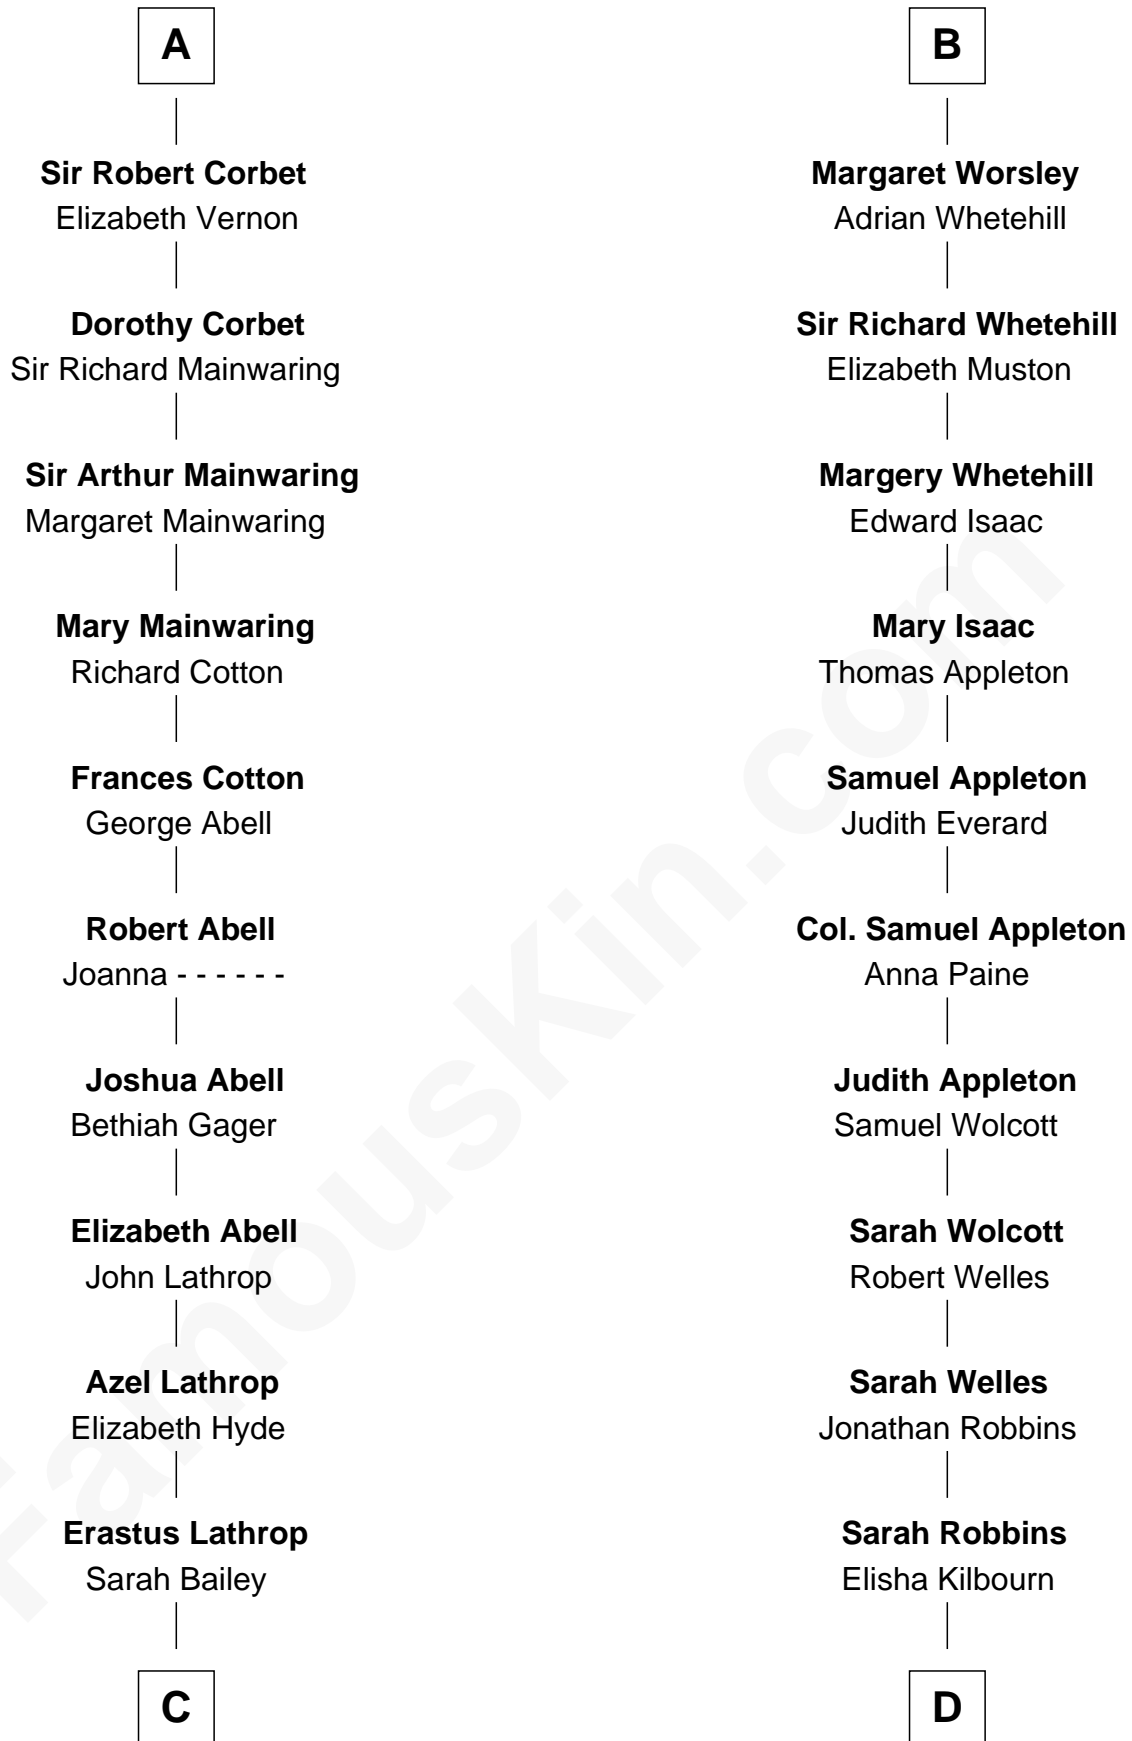 A
Sir Robert Corbet
Elizabeth Vernon
Dorothy Corbet
Sir Richard Mainwaring
Sir Arthur Mainwaring
Margaret Mainwaring
Mary Mainwaring
Richard Cotton
Frances Cotton
George Abell
Robert Abell
Joanna - - - - - -
Joshua Abell
Bethiah Gager
Elizabeth Abell
John Lathrop
Azel Lathrop
Elizabeth Hyde
Erastus Lathrop
Sarah Bailey
C
B
Margaret Worsley
Adrian Whetehill
Sir Richard Whetehill
Elizabeth Muston
Margery Whetehill
Edward Isaac
Mary Isaac
Thomas Appleton
Samuel Appleton
Judith Everard
Col. Samuel Appleton
Anna Paine
Judith Appleton
Samuel Wolcott
Sarah Wolcott
Robert Welles
Sarah Welles
Jonathan Robbins
Sarah Robbins
Elisha Kilbourn
D
FamousKin.com